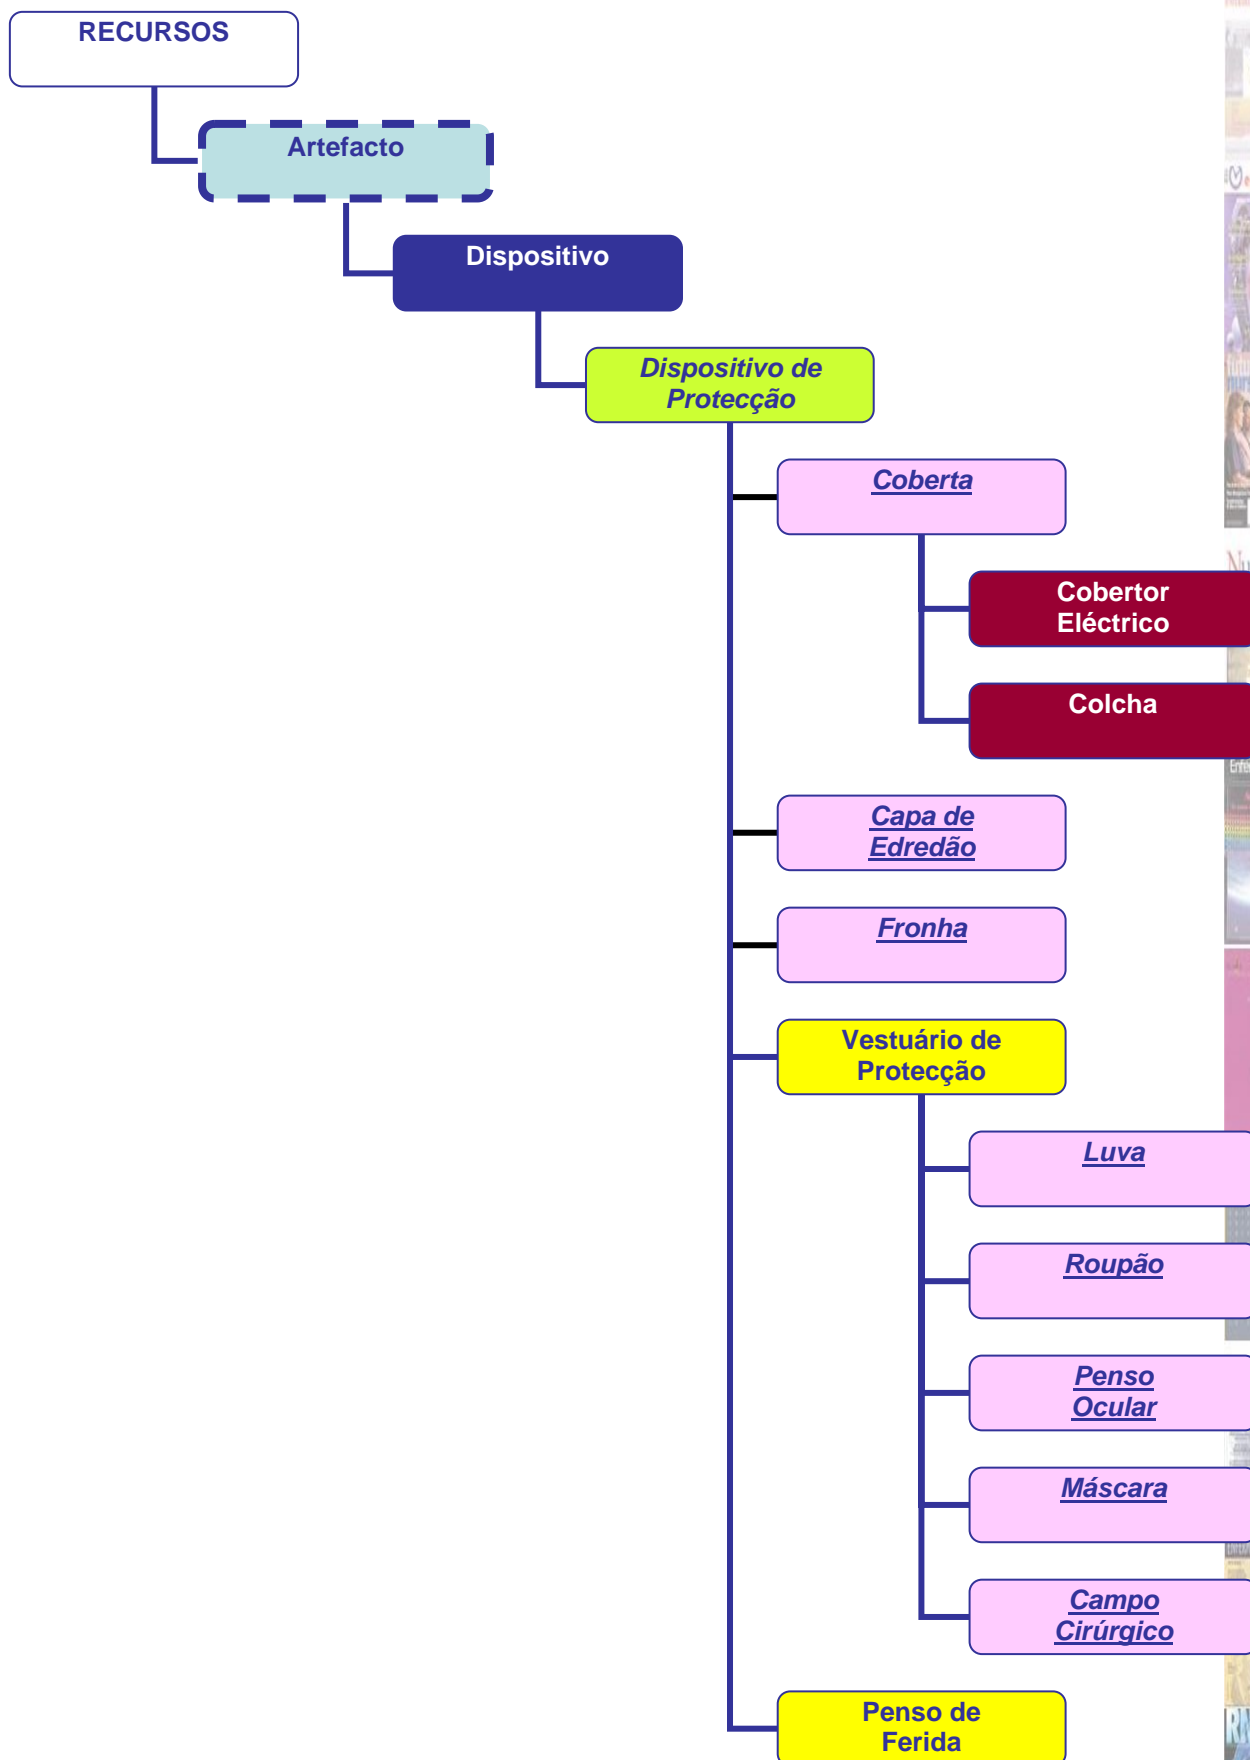 RECURSOS
Artefacto
Dispositivo
Dispositivo de
Protecção
Coberta
Cobertor
Eléctrico
Colcha
Capa de
Edredão
Fronha
Vestuário de
Protecção
Luva
Roupão
Penso
Ocular
Máscara
Campo
Cirúrgico
Penso de
Ferida